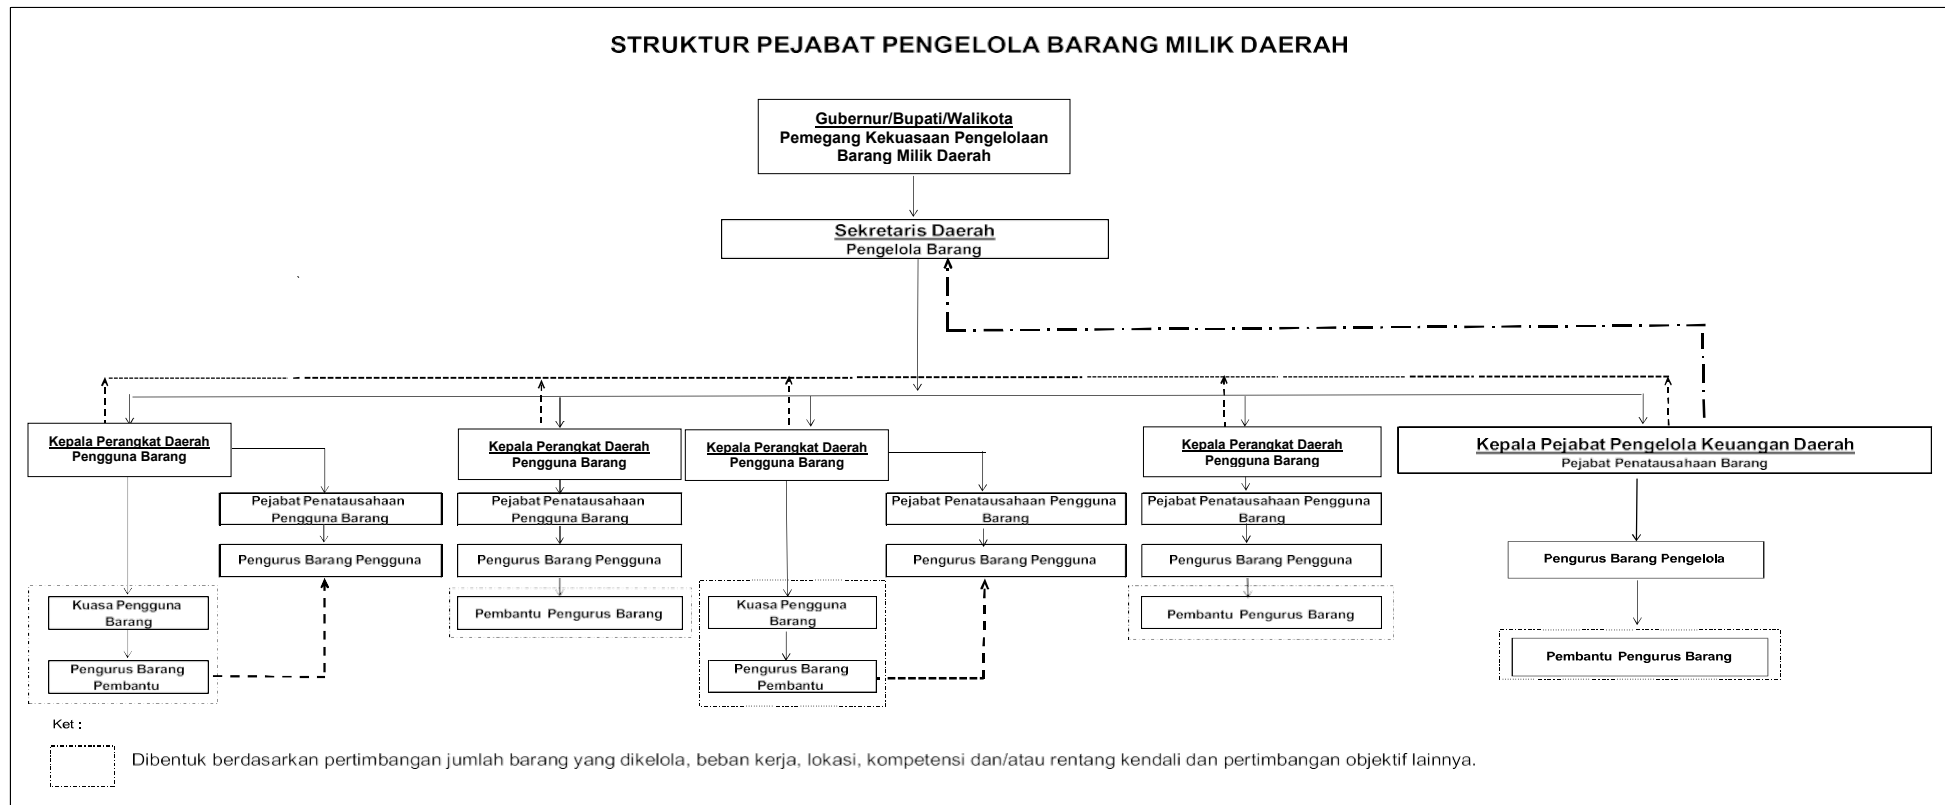 STRUKTUR PEJABAT PENGELOLA BARANG MILIK DAERAH
Gubernur/Bupati/Walikota
Pemegang Kekuasaan Pengelolaan
Barang Milik Daerah
Sekretaris Daerah
Pengelola Barang
Kepala Perangkat Daerah
Pengguna Barang
Kepala Perangkat Daerah
Pengguna Barang
Kepala Perangkat Daerah
Pengguna Barang
Kepala Perangkat Daerah
Pengguna Barang
Kepala Pejabat Pengelola Keuangan Daerah
Pejabat Penatausahaan Barang
Pejabat Penatausahaan
Pengguna Barang
Pejabat Penatausahaan
Pengguna Barang
Pejabat Penatausahaan Pengguna
Barang
Pejabat Penatausahaan Pengguna
Barang
Pengurus Barang Pengguna
Pengurus Barang Pengguna
Pengurus Barang Pengguna
Pengurus Barang Pengguna
Pengurus Barang Pengelola
Kuasa Pengguna
Barang
Pembantu Pengurus Barang
Kuasa Pengguna
Barang
Pembantu Pengurus Barang
Pembantu Pengurus Barang
Pengurus Barang
Pembantu
Pengurus Barang
Pembantu
Ket :
Dibentuk berdasarkan pertimbangan jumlah barang yang dikelola, beban kerja, lokasi, kompetensi dan/atau rentang kendali dan pertimbangan objektif lainnya.